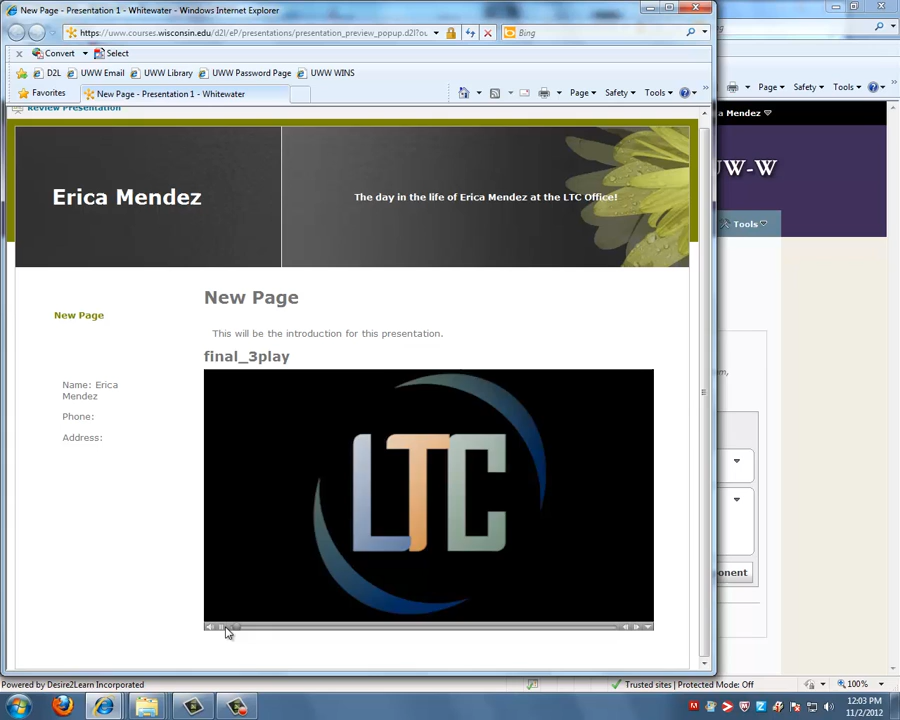 New Page - Presentation 1 - Whitewater - Windows Internet Explorer
https://uww.courses.wisconsin.edu/d2l/eP/presentations/presentation_preview_popup.d2l?ou
Bing
Convert
Select
D2L
UWW Email
UWW Library
UWW Password Page
UWW WINS
Favorites
New Page - Presentation 1 - Whitewater
Page
Safety
Tools
Page
Safety
Tools
Review Presentation
a Mendez
UW-W
Tools
Erica Mendez
The day in the life of Erica Mendez at the LTC Office!
New Page
New Page
This will be the introduction for this presentation.
final_3play
Name: Erica
Mendez
Phone:
Address:
LTC
onent
Powered by Desire2Learn Incorporated
Trusted sites | Protected Mode: Off
100%
12:03 PM
11/2/2012